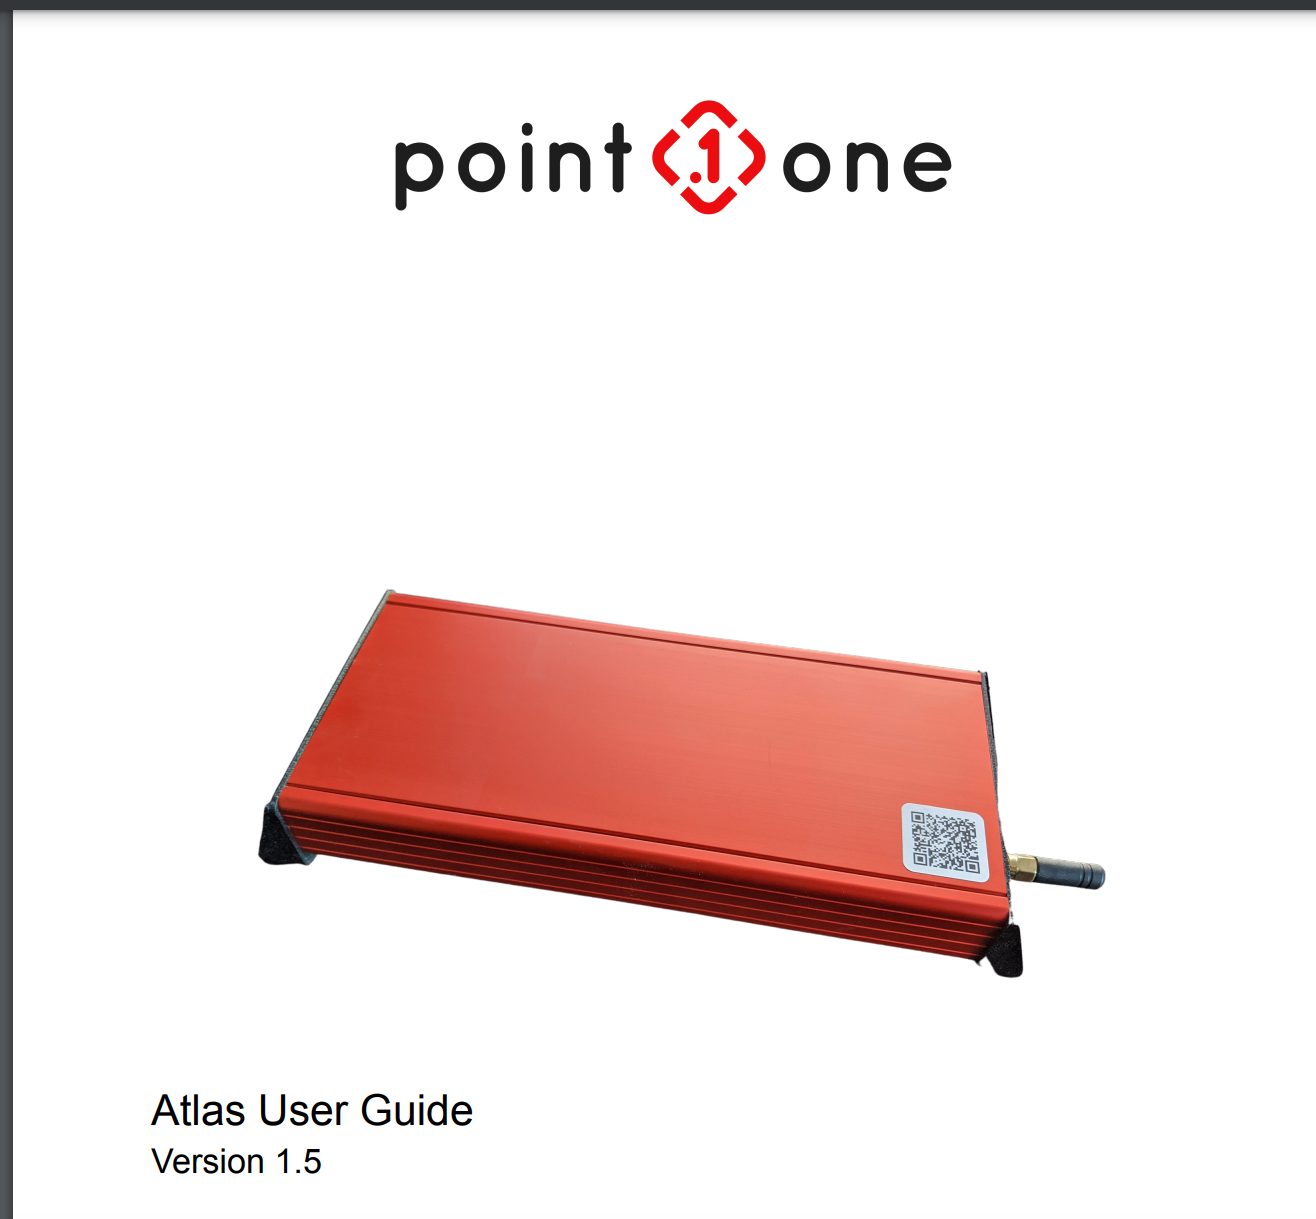 point .1 one
Atlas User Guide
Version 1.5